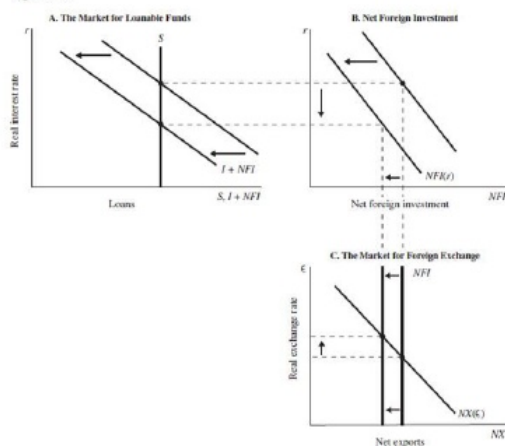 A. The Market for Loanable Funds
r
S
Real interest rate
I + NFI
S, I + NFI
Loans
B. Net Foreign Investment
r
NFI(r)
NFI
Net foreign investment
C. The Market for Foreign Exchange
NFI
Real exchange rate
NX(ξ)
NX
Net exports